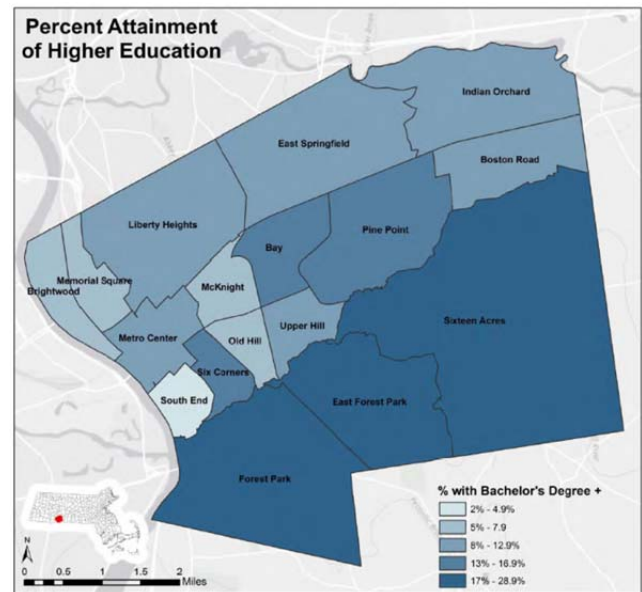 Percent Attainment
of Higher Education
Indian Orchard
East Springfield
Boston Road
Liberty Heights
Pine Point
Bay
Memorial Square
McKnight
Brightwood
Sixteen Acres
Upper Hill
Old Hill
Metro Center
Six Corners
South End
East Forest Park
Forest Park
% with Bachelor's Degree +
2% - 4.9%
5% - 7.9
8% - 12.9%
13% - 16.9%
17% - 28.9%
N
0 0.5 1 2
Miles